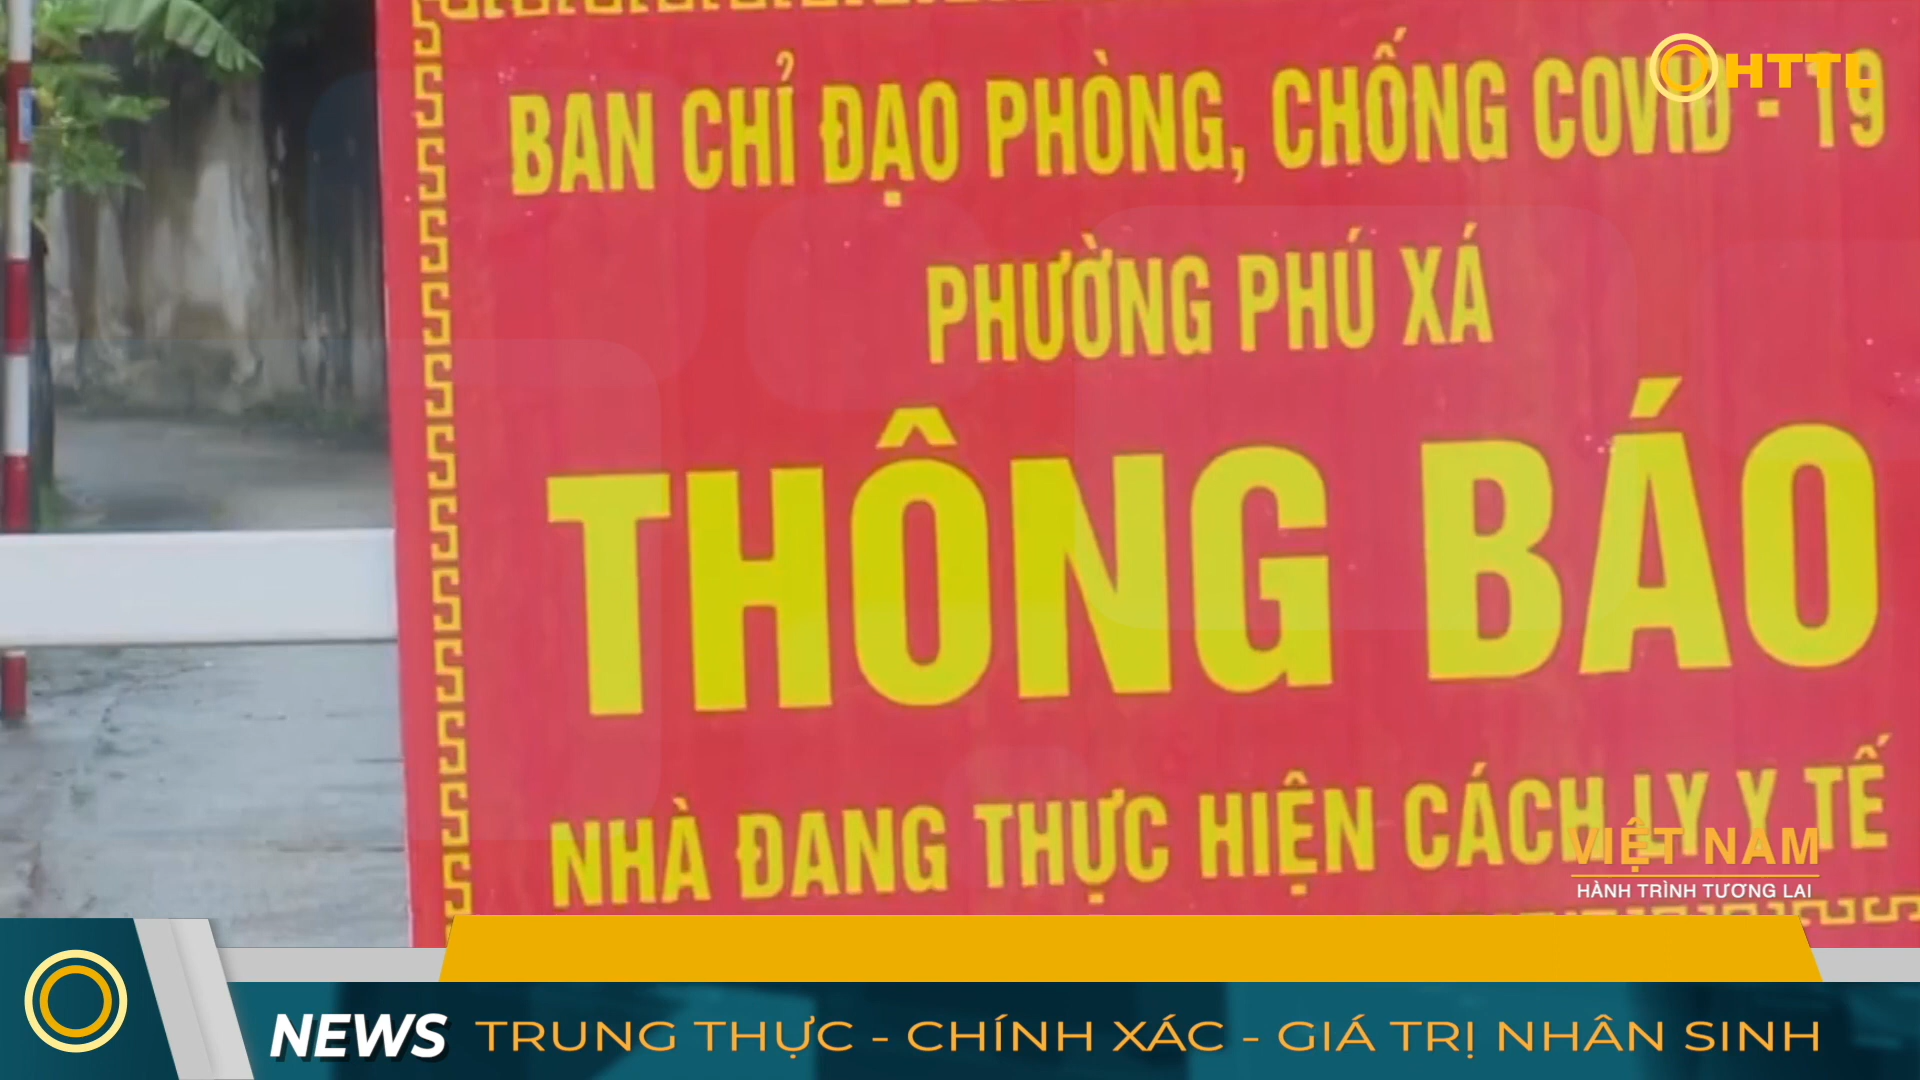 BAN CHỈ ĐẠO PHÒNG, CHỐNG COVID - 19
HTTL
PHƯỜNG PHÚ XÁ
THÔNG BÁO
NHÀ ĐANG THỰC HIỆN CÁCH LY Y TẾ
VIỆT NAM
HÀNH TRÌNH TƯƠNG LAI
NEWS TRUNG THỰC - CHÍNH XÁC - GIÁ TRỊ NHÂN SINH